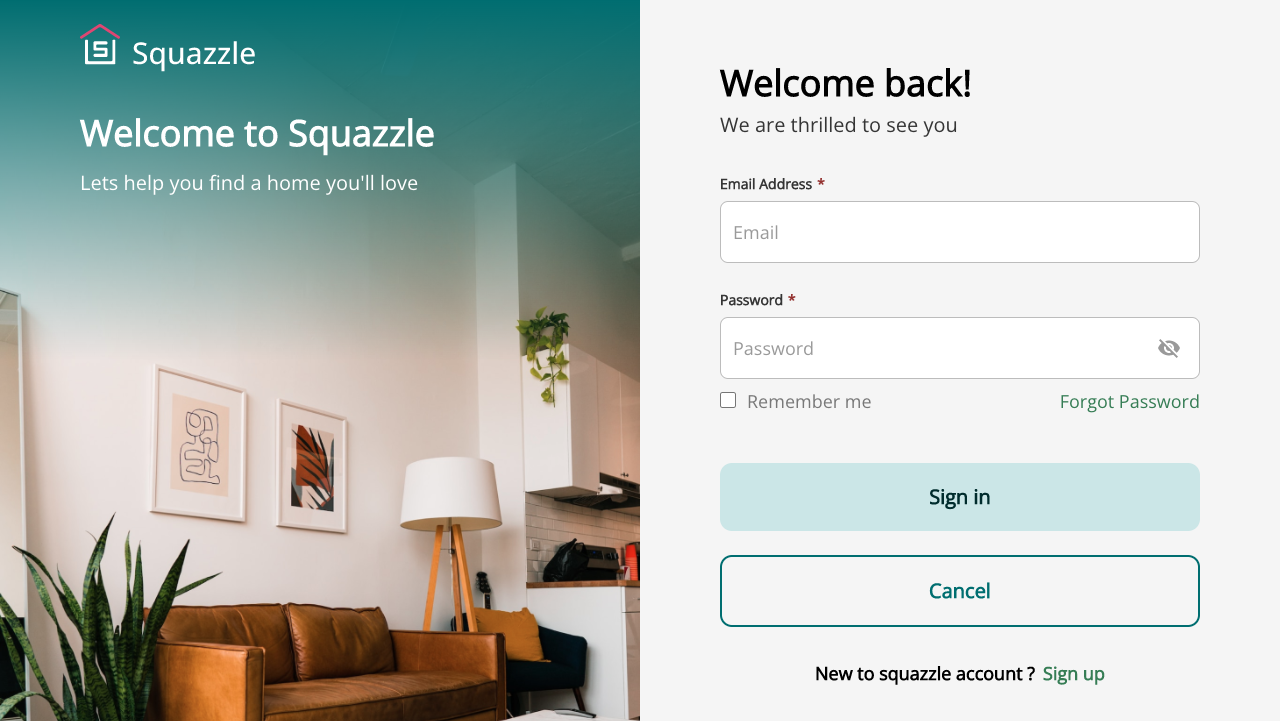 Squazzle
Welcome to Squazzle
Lets help you find a home you'll love
Welcome back!
We are thrilled to see you
Email Address *
Email
Password *
Password
Remember me
Forgot Password
Sign in
Cancel
New to squazzle account ? Sign up